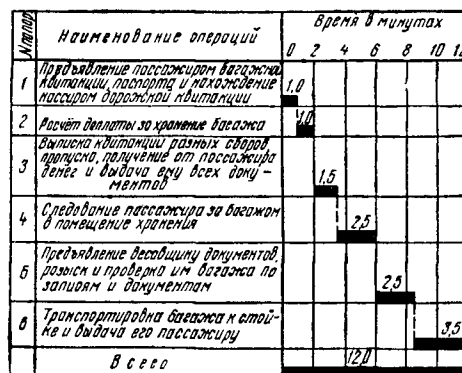 N п/пор
Наименование операций
Время в минутах
0 2 4 6 8 10 12
1
Предъявление пассажиром багажной
квитанции, паспорта и нахождение
кассиром дорожной квитанции
1,0
2
Расчёт доплаты за хранение багажа
1,0
3
Выписка квитанции разных сборов,
пропуска, получение от пассажира
денег и выдача ему всех доку-
ментов
1,5
4
Следование пассажира за багажом
в помещение хранения
2,5
5
Предъявление весовщику документов,
розыск и проверка им багажа по
записям и документам
2,5
6
Транспортировка багажа к стой-
ке и выдача его пассажиру
3,5
Всего
12,0